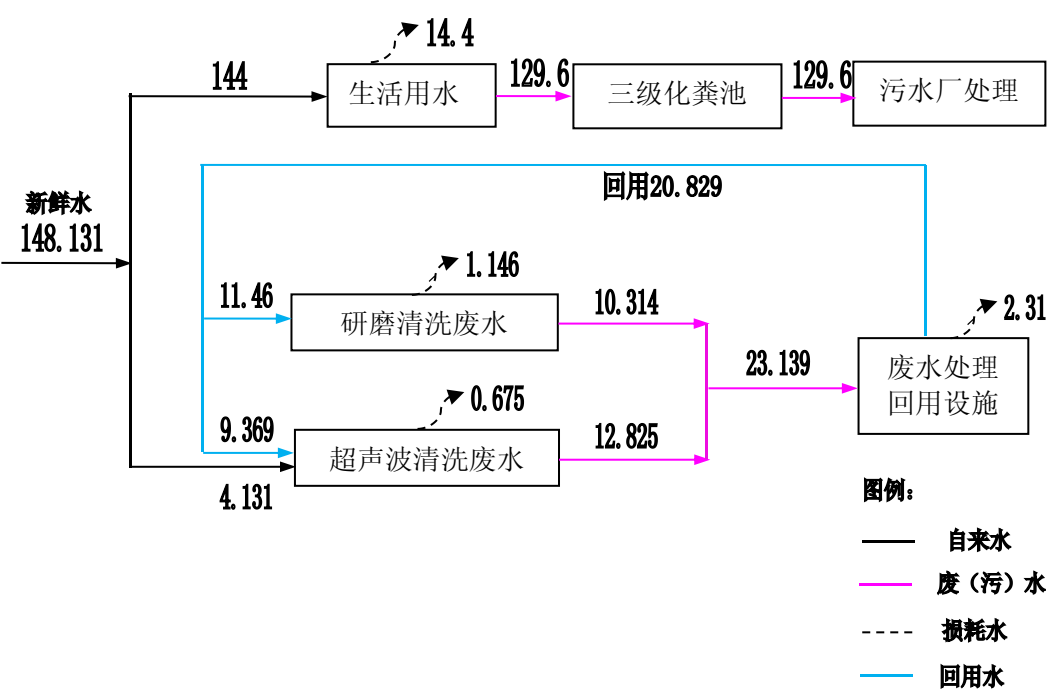 14.4
144
生活用水
129.6
三级化粪池
129.6
污水厂处理
回用20.829
新鲜水
148.131
1.146
11.46
研磨清洗废水
10.314
2.31
23.139
废水处理
回用设施
0.675
9.369
超声波清洗废水
12.825
4.131
图例：
自来水
废（污）水
损耗水
回用水